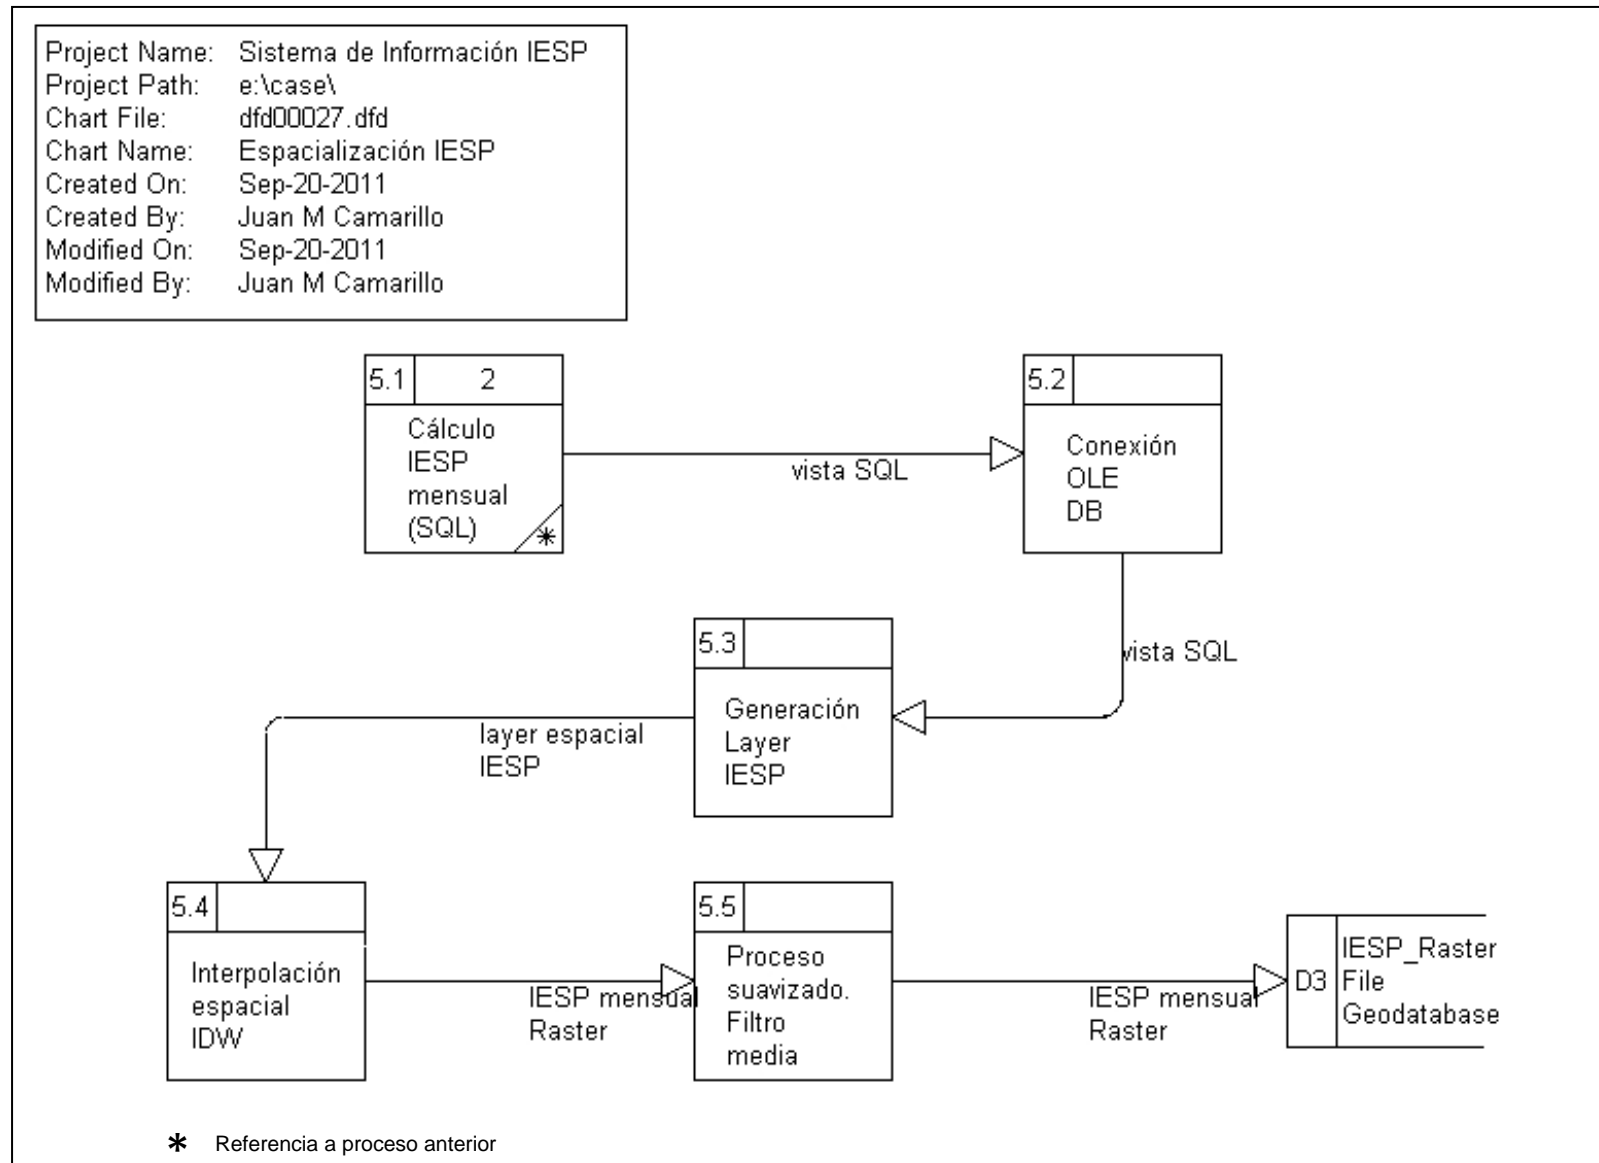 Project Name: Sistema de Información IESP
Project Path: e:\case\
Chart File: dfd00027.dfd
Chart Name: Espacialización IESP
Created On: Sep-20-2011
Created By: Juan M Camarillo
Modified On: Sep-20-2011
Modified By: Juan M Camarillo
5.1 2
Cálculo
IESP
mensual
(SQL)
*
vista SQL
5.2
Conexión
OLE
DB
vista SQL
5.3
Generación
Layer
IESP
layer espacial
IESP
5.4
Interpolación
espacial
IDW
IESP mensual
Raster
5.5
Proceso
suavizado.
Filtro
media
IESP mensual
Raster
D3
IESP_Raster
File
Geodatabase
* Referencia a proceso anterior